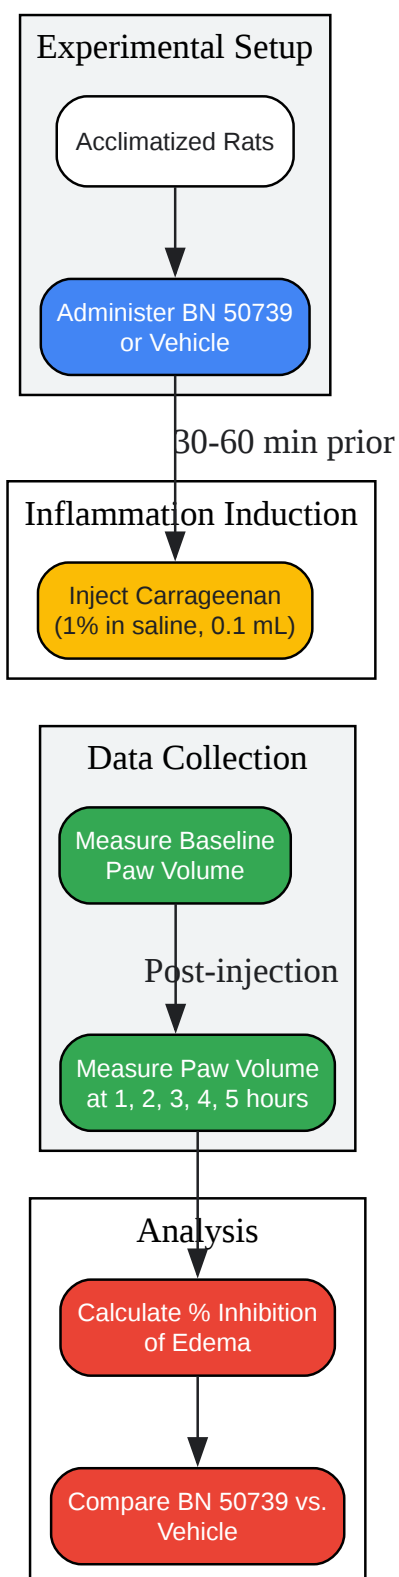 Experimental Setup
Acclimatized Rats
Administer BN 50739
or Vehicle
30-60 min prior
Inflammation Induction
Inject Carrageenan
(1% in saline, 0.1 mL)
Data Collection
Measure Baseline
Paw Volume
Post-injection
Measure Paw Volume
at 1, 2, 3, 4, 5 hours
Analysis
Calculate % Inhibition
of Edema
Compare BN 50739 vs.
Vehicle